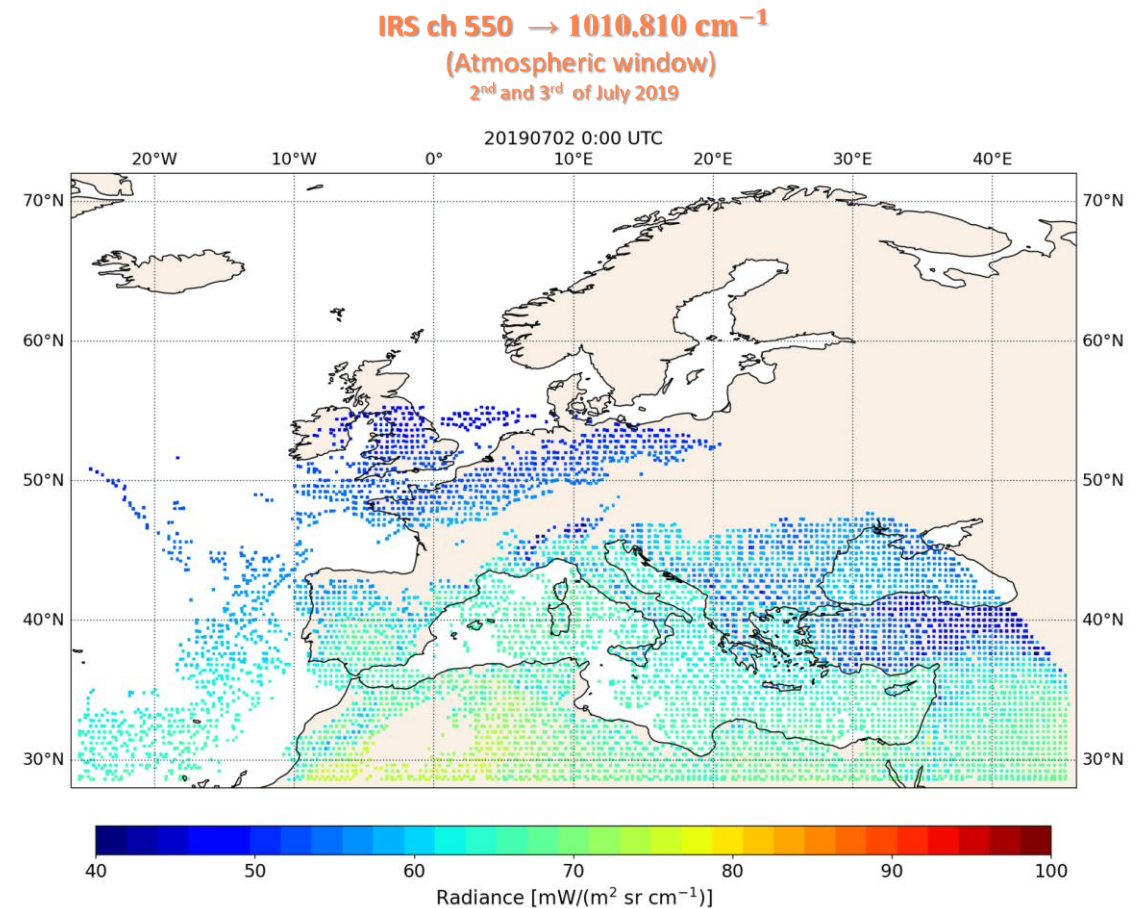 IRS ch 550 → 1010.810 cm⁻¹
(Atmospheric window)
2nd and 3rd of July 2019
20190702 0:00 UTC
20°W 10°W 0° 10°E 20°E 30°E 40°E
70°N 70°N
60°N 60°N
50°N 50°N
40°N 40°N
30°N 30°N
40 50 60 70 80 90 100
Radiance [mW/(m² sr cm⁻¹)]